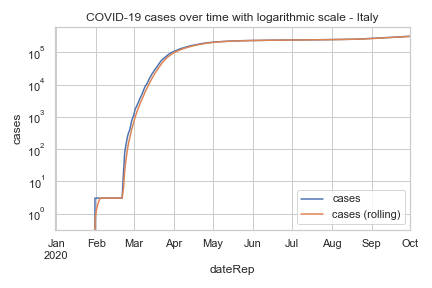 COVID-19 cases over time with logarithmic scale - Italy
cases
10⁵
10⁴
10³
10²
10¹
10⁰
cases
cases (rolling)
Jan Feb Mar Apr May Jun Jul Aug Sep Oct
2020
dateRep